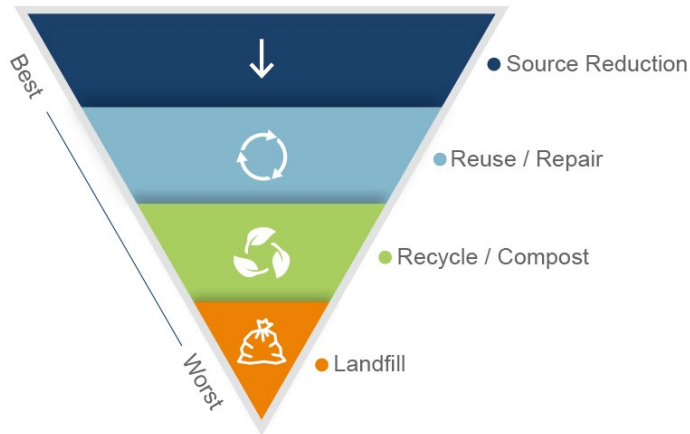 Best
Source Reduction
Reuse / Repair
Recycle / Compost
Landfill
Worst